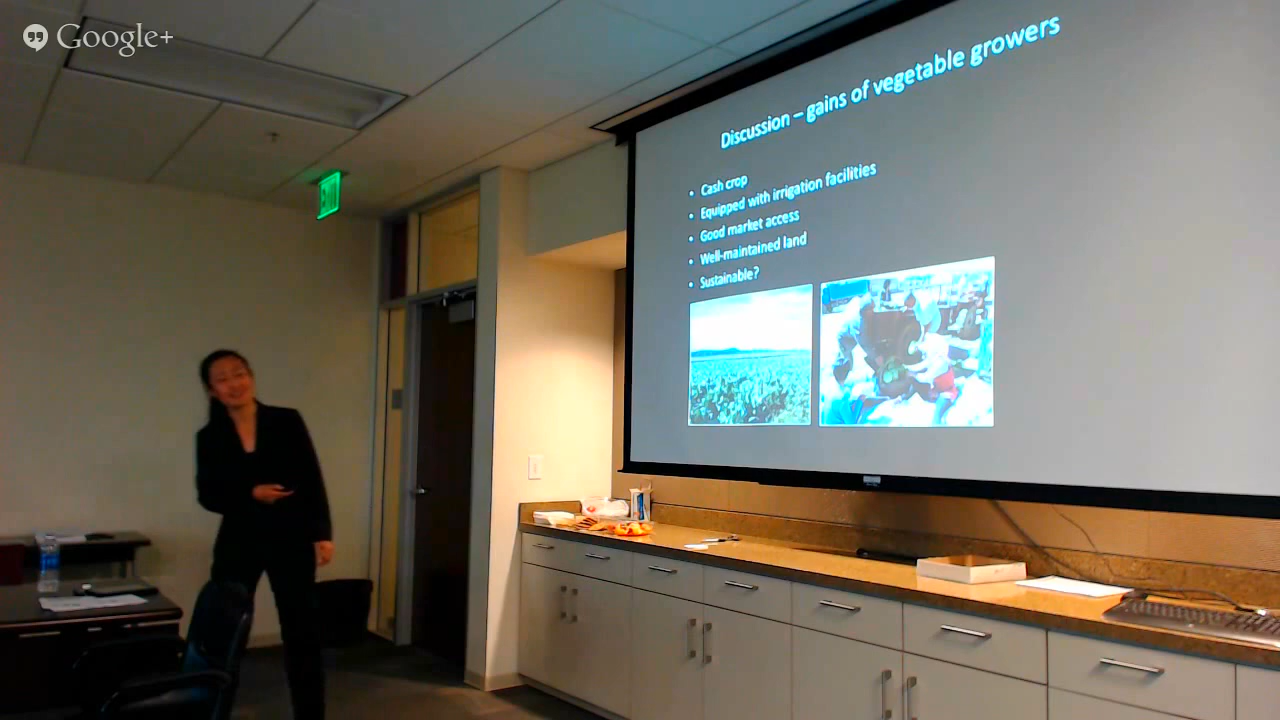 Google+
Discussion – gains of vegetable growers
• Cash crop
• Equipped with irrigation facilities
• Good market access
• Well-maintained land
• Sustainable?